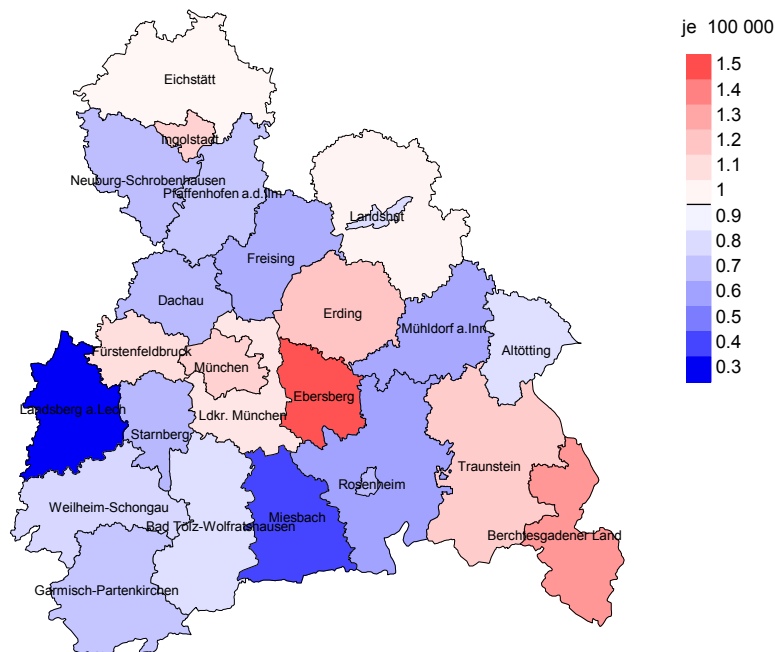 je 100 000
1.5
1.4
1.3
1.2
1.1
1
0.9
0.8
0.7
0.6
0.5
0.4
0.3
Eichstätt
Ingolstadt
Neuburg-Schrobenhausen
Pfaffenhofen a.d.Ilm
Landshut
Freising
Dachau
Erding
Mühldorf a.Inn
Altötting
Fürstenfeldbruck
München
Ebersberg
Landsberg a.Lech
Ldkr. München
Starnberg
Traunstein
Rosenheim
Weilheim-Schongau
Miesbach
Bad Tölz-Wolfratshausen
Berchtesgadener Land
Garmisch-Partenkirchen